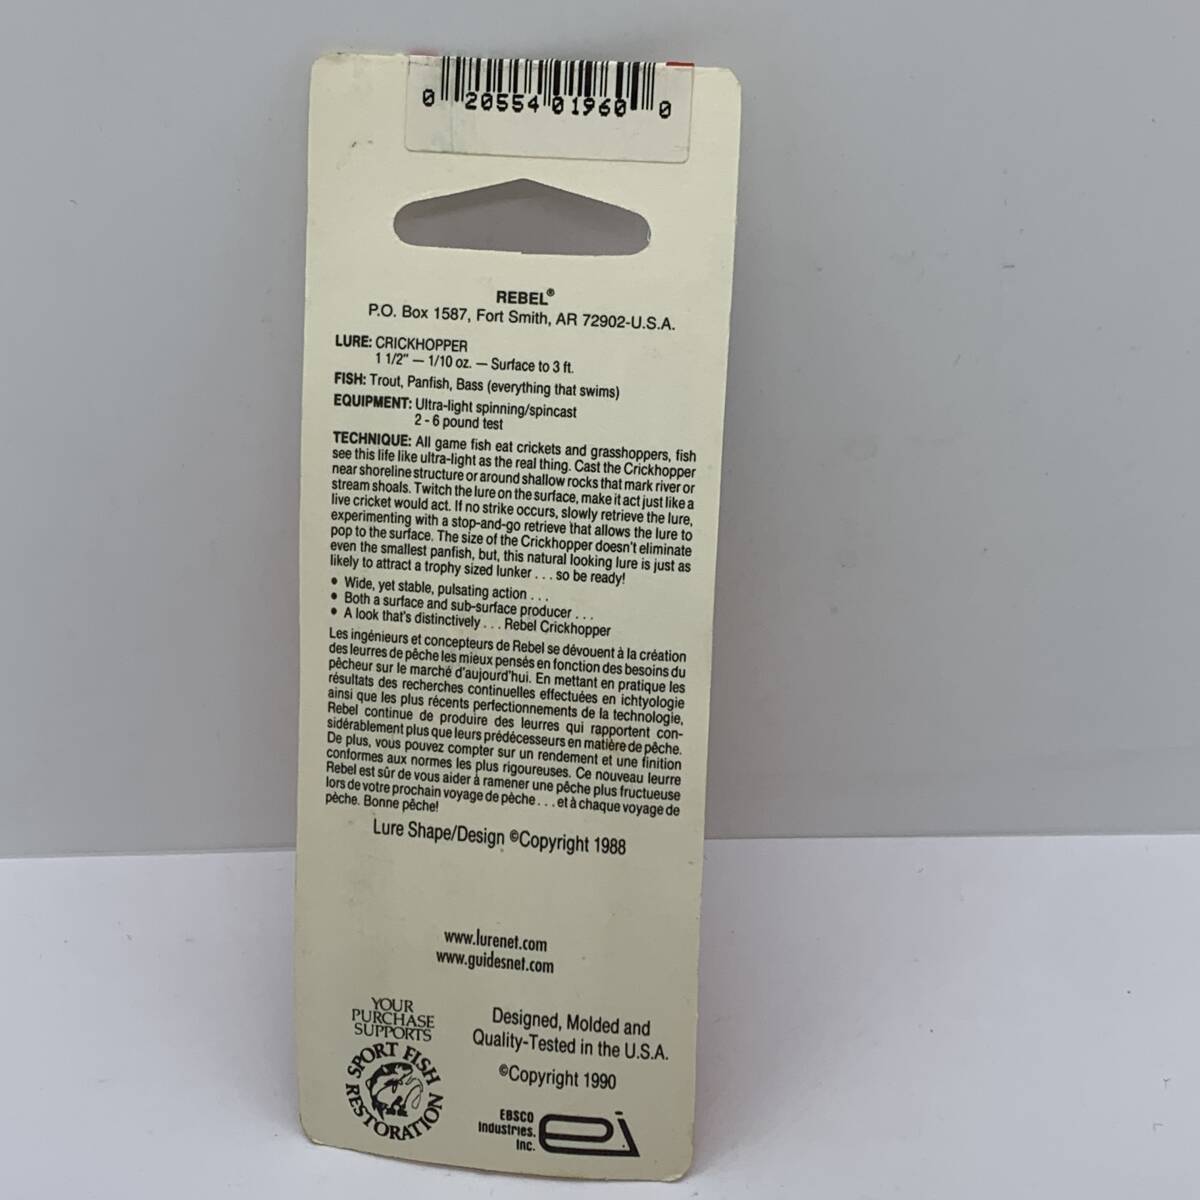 0 20554 01960 0
REBEL®
P.O. Box 1587, Fort Smith, AR 72902-U.S.A.
LURE: CRICKHOPPER
1 1/2" — 1/10 oz. — Surface to 3 ft.
FISH: Trout, Panfish, Bass (everything that swims)
EQUIPMENT: Ultra-light spinning/spincast
2 - 6 pound test
TECHNIQUE: All game fish eat crickets and grasshoppers, fish
see this life like ultra-light as the real thing. Cast the Crickhopper
near shoreline structure or around shallow rocks that mark river or
stream shoals. Twitch the lure on the surface, make it act just like a
live cricket would act. If no strike occurs, slowly retrieve the lure,
experimenting with a stop-and-go retrieve that allows the lure to
pop to the surface. The size of the Crickhopper doesn't eliminate
even the smallest panfish, but, this natural looking lure is just as
likely to attract a trophy sized lunker . . . so be ready!
• Wide, yet stable, pulsating action . . .
• Both a surface and sub-surface producer . . .
• A look that's distinctively . . . Rebel Crickhopper
Les ingénieurs et concepteurs de Rebel se dévouent à la création
des leurres de pêche les mieux pensés en fonction des besoins du
pêcheur sur le marché d'aujourd'hui. En mettant en pratique les
résultats des recherches continuelles effectuées en ichtyologie
ainsi que les plus récents perfectionnements de la technologie,
Rebel continue de produire des leurres qui rapportent con-
sidérablement plus que leurs prédécesseurs en matière de pêche.
De plus, vous pouvez compter sur un rendement et une finition
conformes aux normes les plus rigoureuses. Ce nouveau leurre
Rebel est sûr de vous aider à ramener une pêche plus fructueuse
lors de votre prochain voyage de pèche . . . et à chaque voyage de
pèche. Bonne pêche!
Lure Shape/Design ©Copyright 1988
www.lurenet.com
www.guidesnet.com
YOUR
PURCHASE
SUPPORTS
SPORT FISH
RESTORATION
Designed, Molded and
Quality-Tested in the U.S.A.
©Copyright 1990
EBSCO
Industries,
Inc.
ei